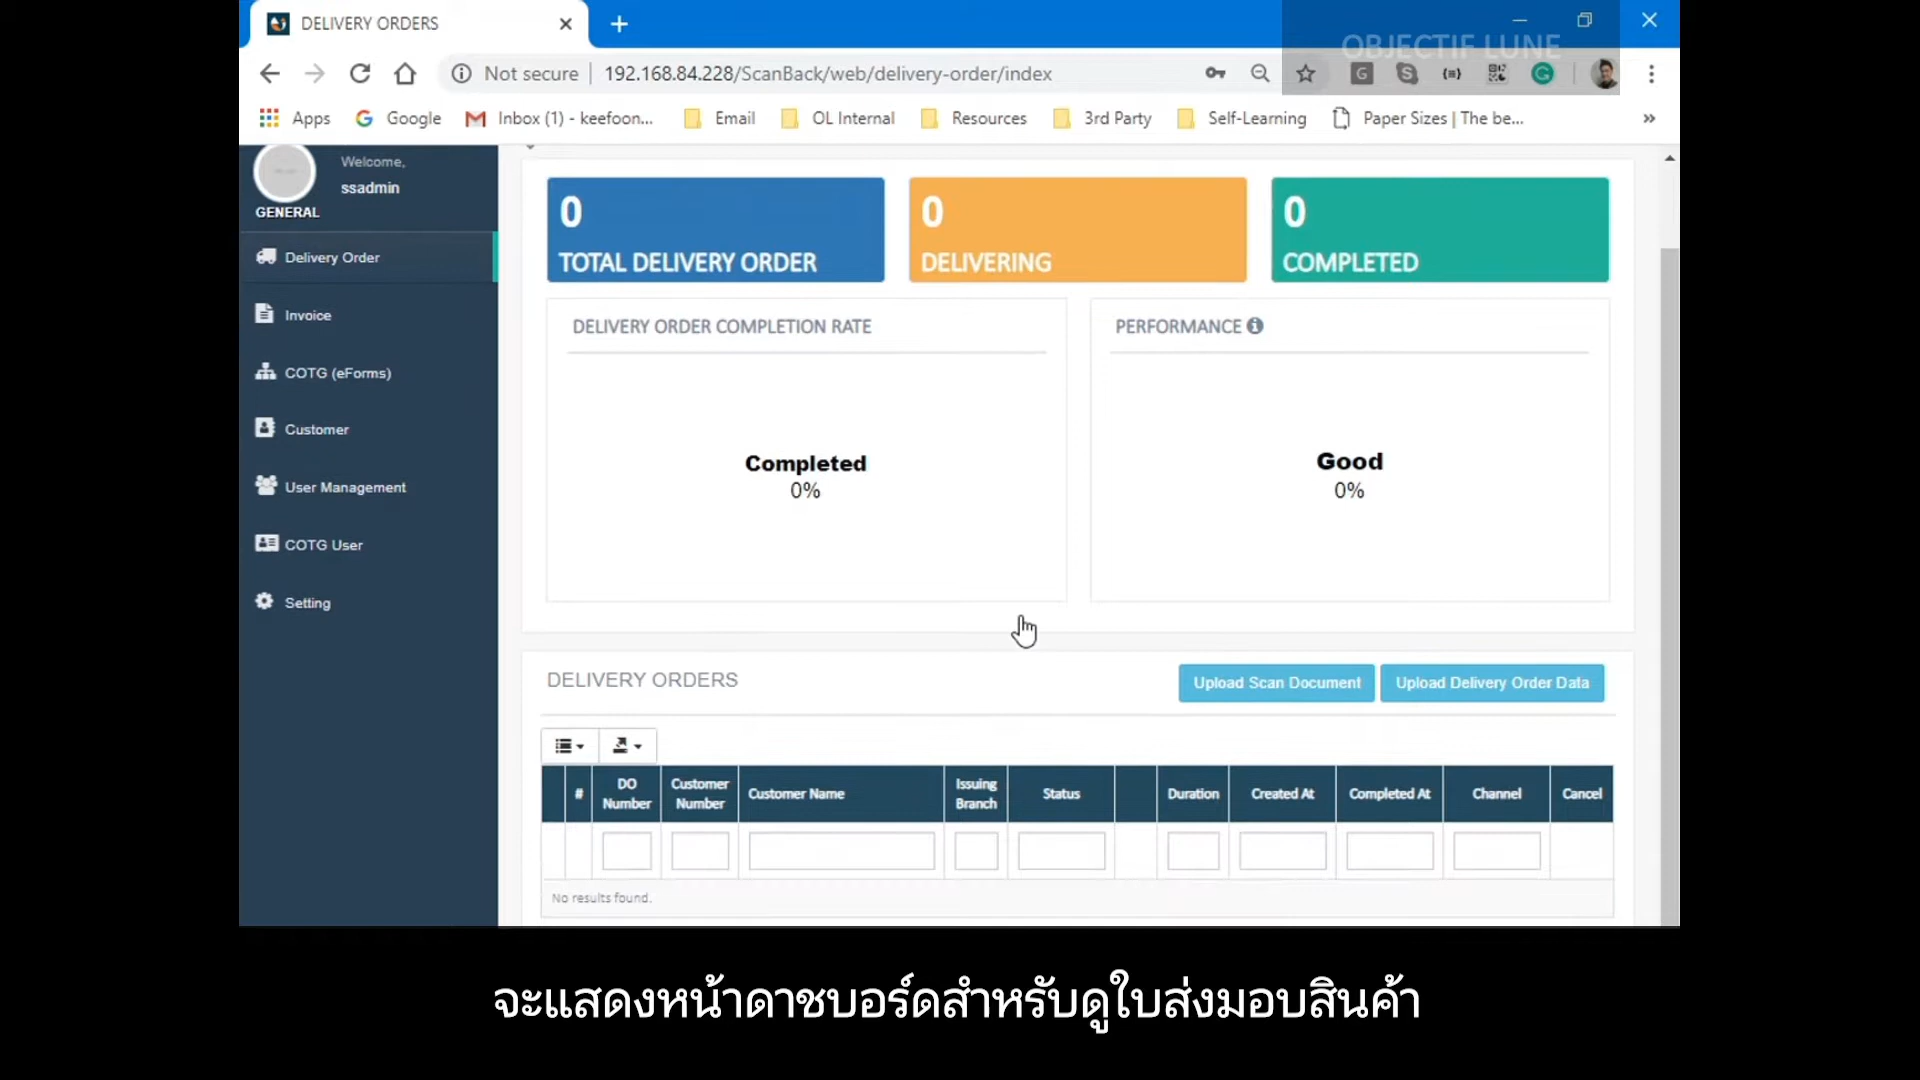 DELIVERY ORDERS
OBJECTIF LUNE
Not secure
192.168.84.228/ScanBack/web/delivery-order/index
Apps
Google
Inbox (1) - keefoon...
Email
OL Internal
Resources
3rd Party
Self-Learning
Paper Sizes | The be...
»
Welcome,
ssadmin
GENERAL
Delivery Order
Invoice
COTG (eForms)
Customer
User Management
COTG User
Setting
0
TOTAL DELIVERY ORDER
0
DELIVERING
0
COMPLETED
DELIVERY ORDER COMPLETION RATE
Completed
0%
PERFORMANCE
Good
0%
DELIVERY ORDERS
Upload Scan Document
Upload Delivery Order Data
#
DO Number
Customer Number
Customer Name
Issuing Branch
Status
Duration
Created At
Completed At
Channel
Cancel
No results found.
จะแสดงหน้าดาชบอร์ดสำหรับดูใบส่งมอบสินค้า